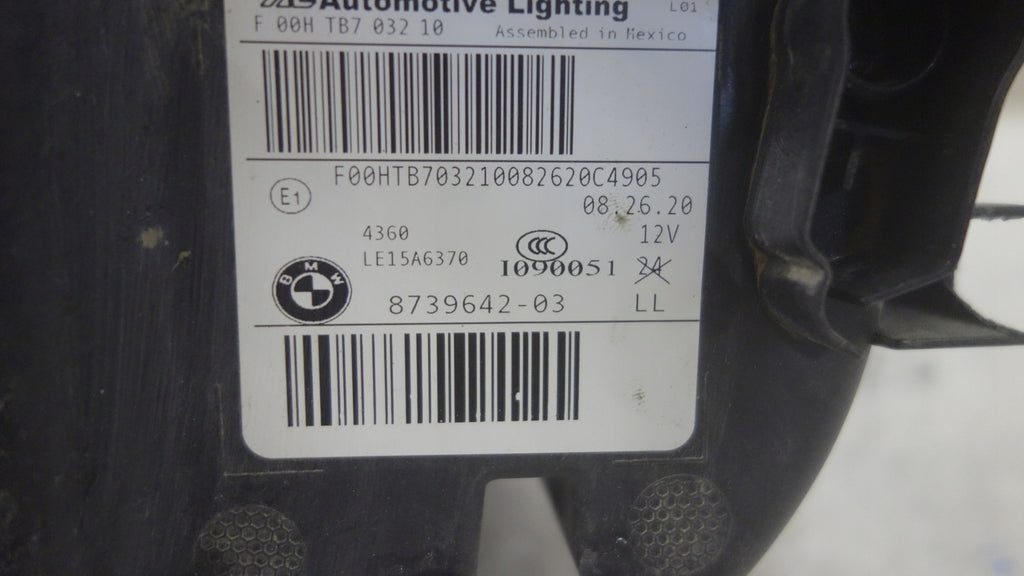 Automotive Lighting L01
F 00H TB7 032 10 Assembled in Mexico
F00HTB703210082620C4905
E1
08.26.20
4360
12V
CCC
LE15A6370
I090051 24
BMW
8739642-03 LL